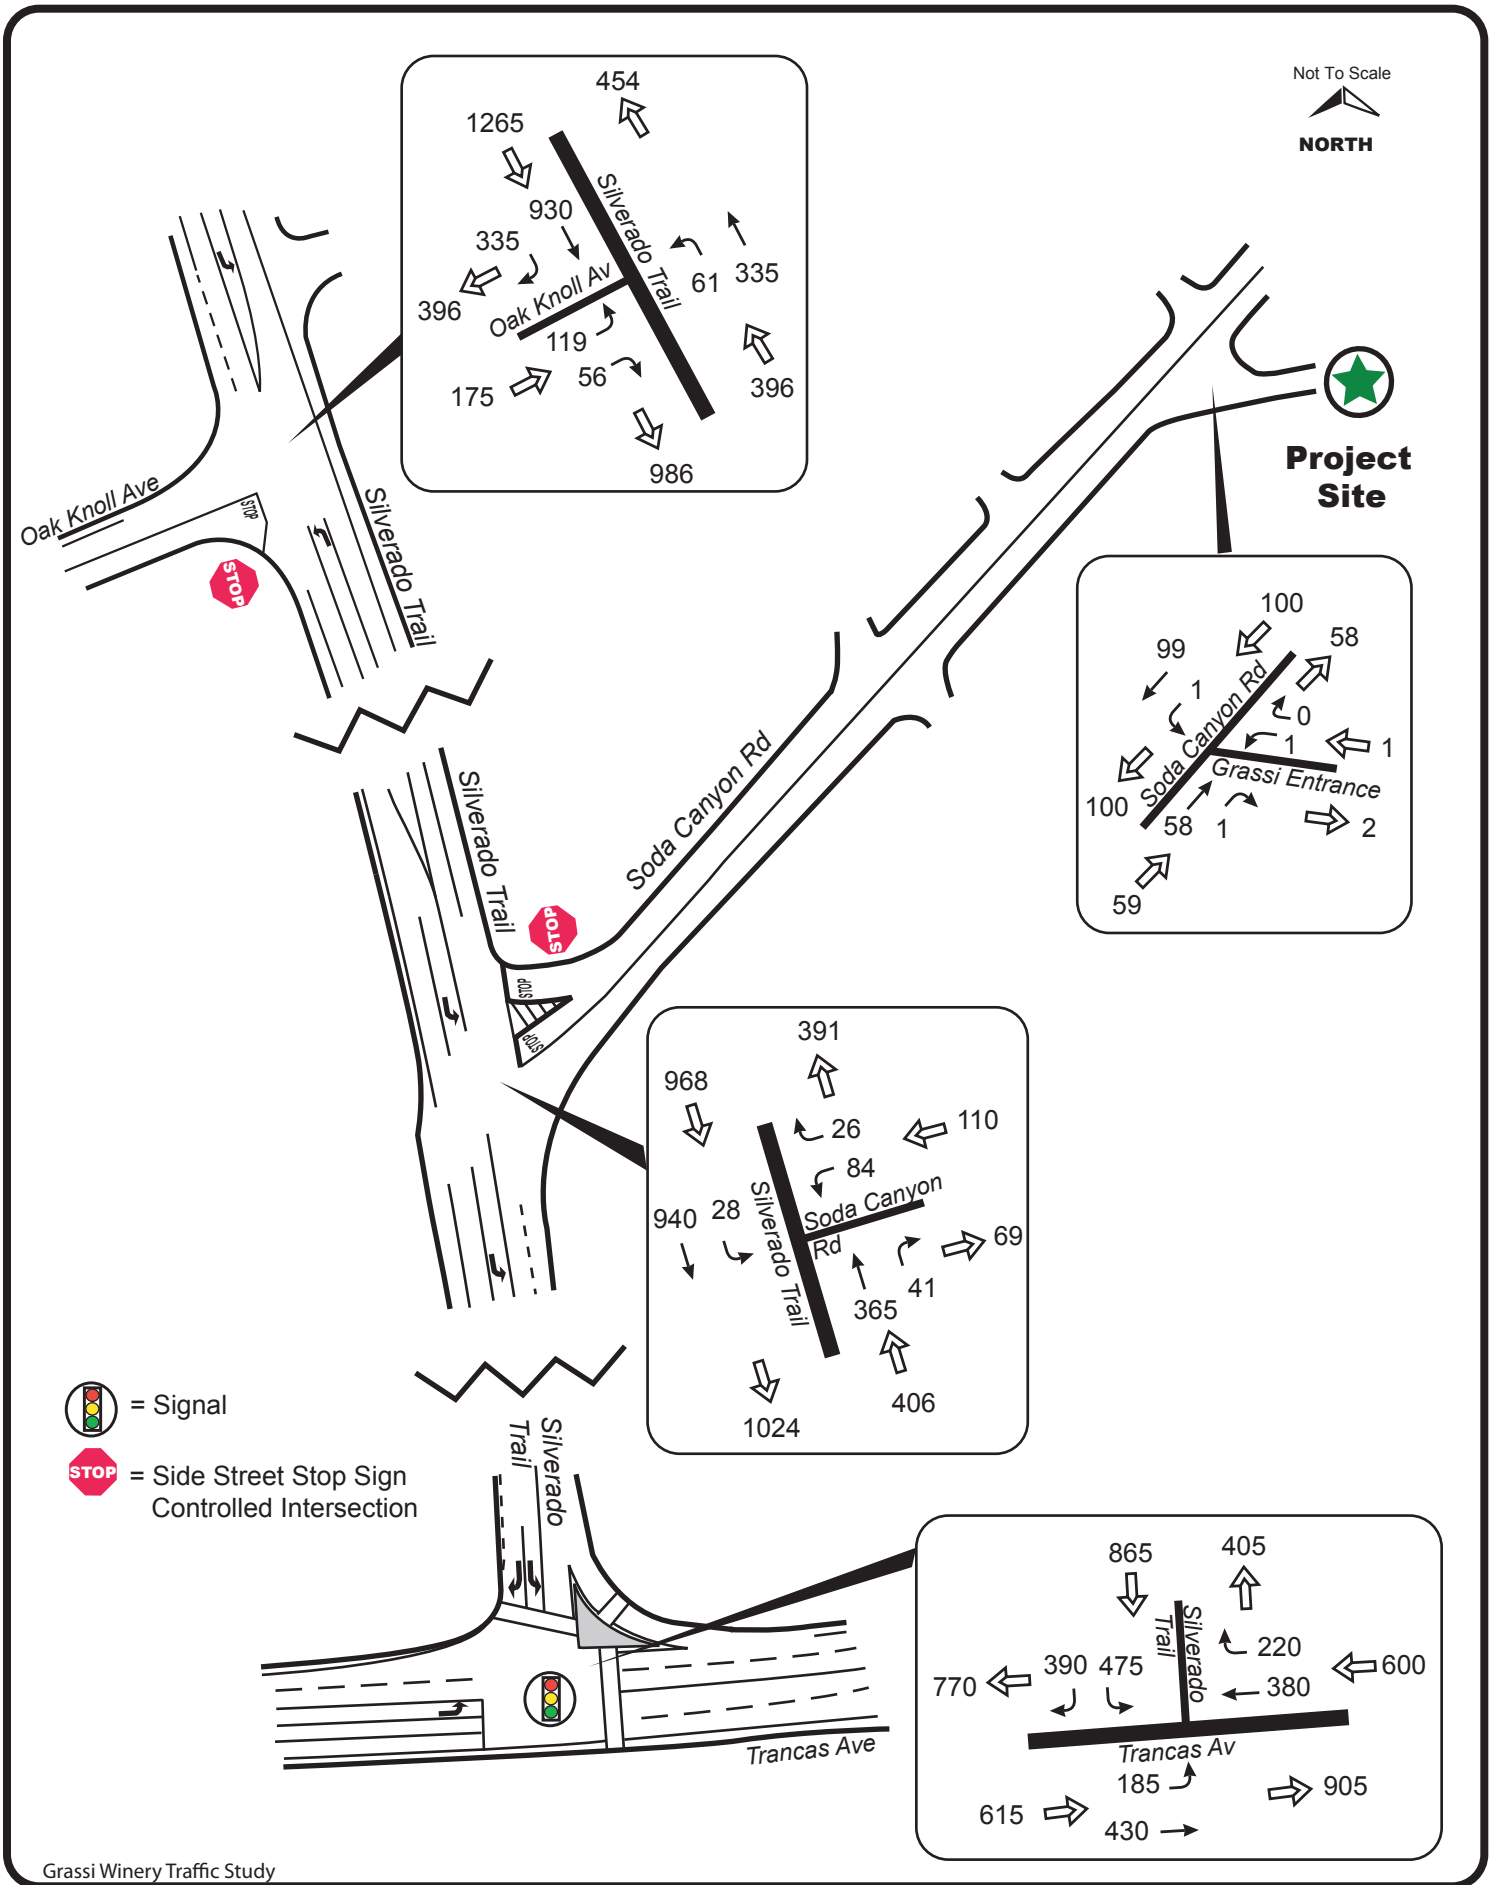 Not To Scale
NORTH
454
1265
930
335
396
Silverado Trail
Oak Knoll Av
61
335
119
56
175
396
986
Oak Knoll Ave
STOP
STOP
Silverado Trail
Project
Site
100
58
99
1
0
1
1
Soda Canyon Rd
Grassi Entrance
100
58
1
2
59
Silverado Trail
Soda Canyon Rd
STOP
STOP
STOP
391
968
26
110
84
940
28
Silverado Trail
Soda Canyon
Rd
69
41
365
406
1024
= Signal
STOP
= Side Street Stop Sign
Controlled Intersection
Silverado
Trail
Trancas Ave
865
405
Silverado
Trail
220
390
475
600
770
380
Trancas Av
185
905
615
430
Grassi Winery Traffic Study